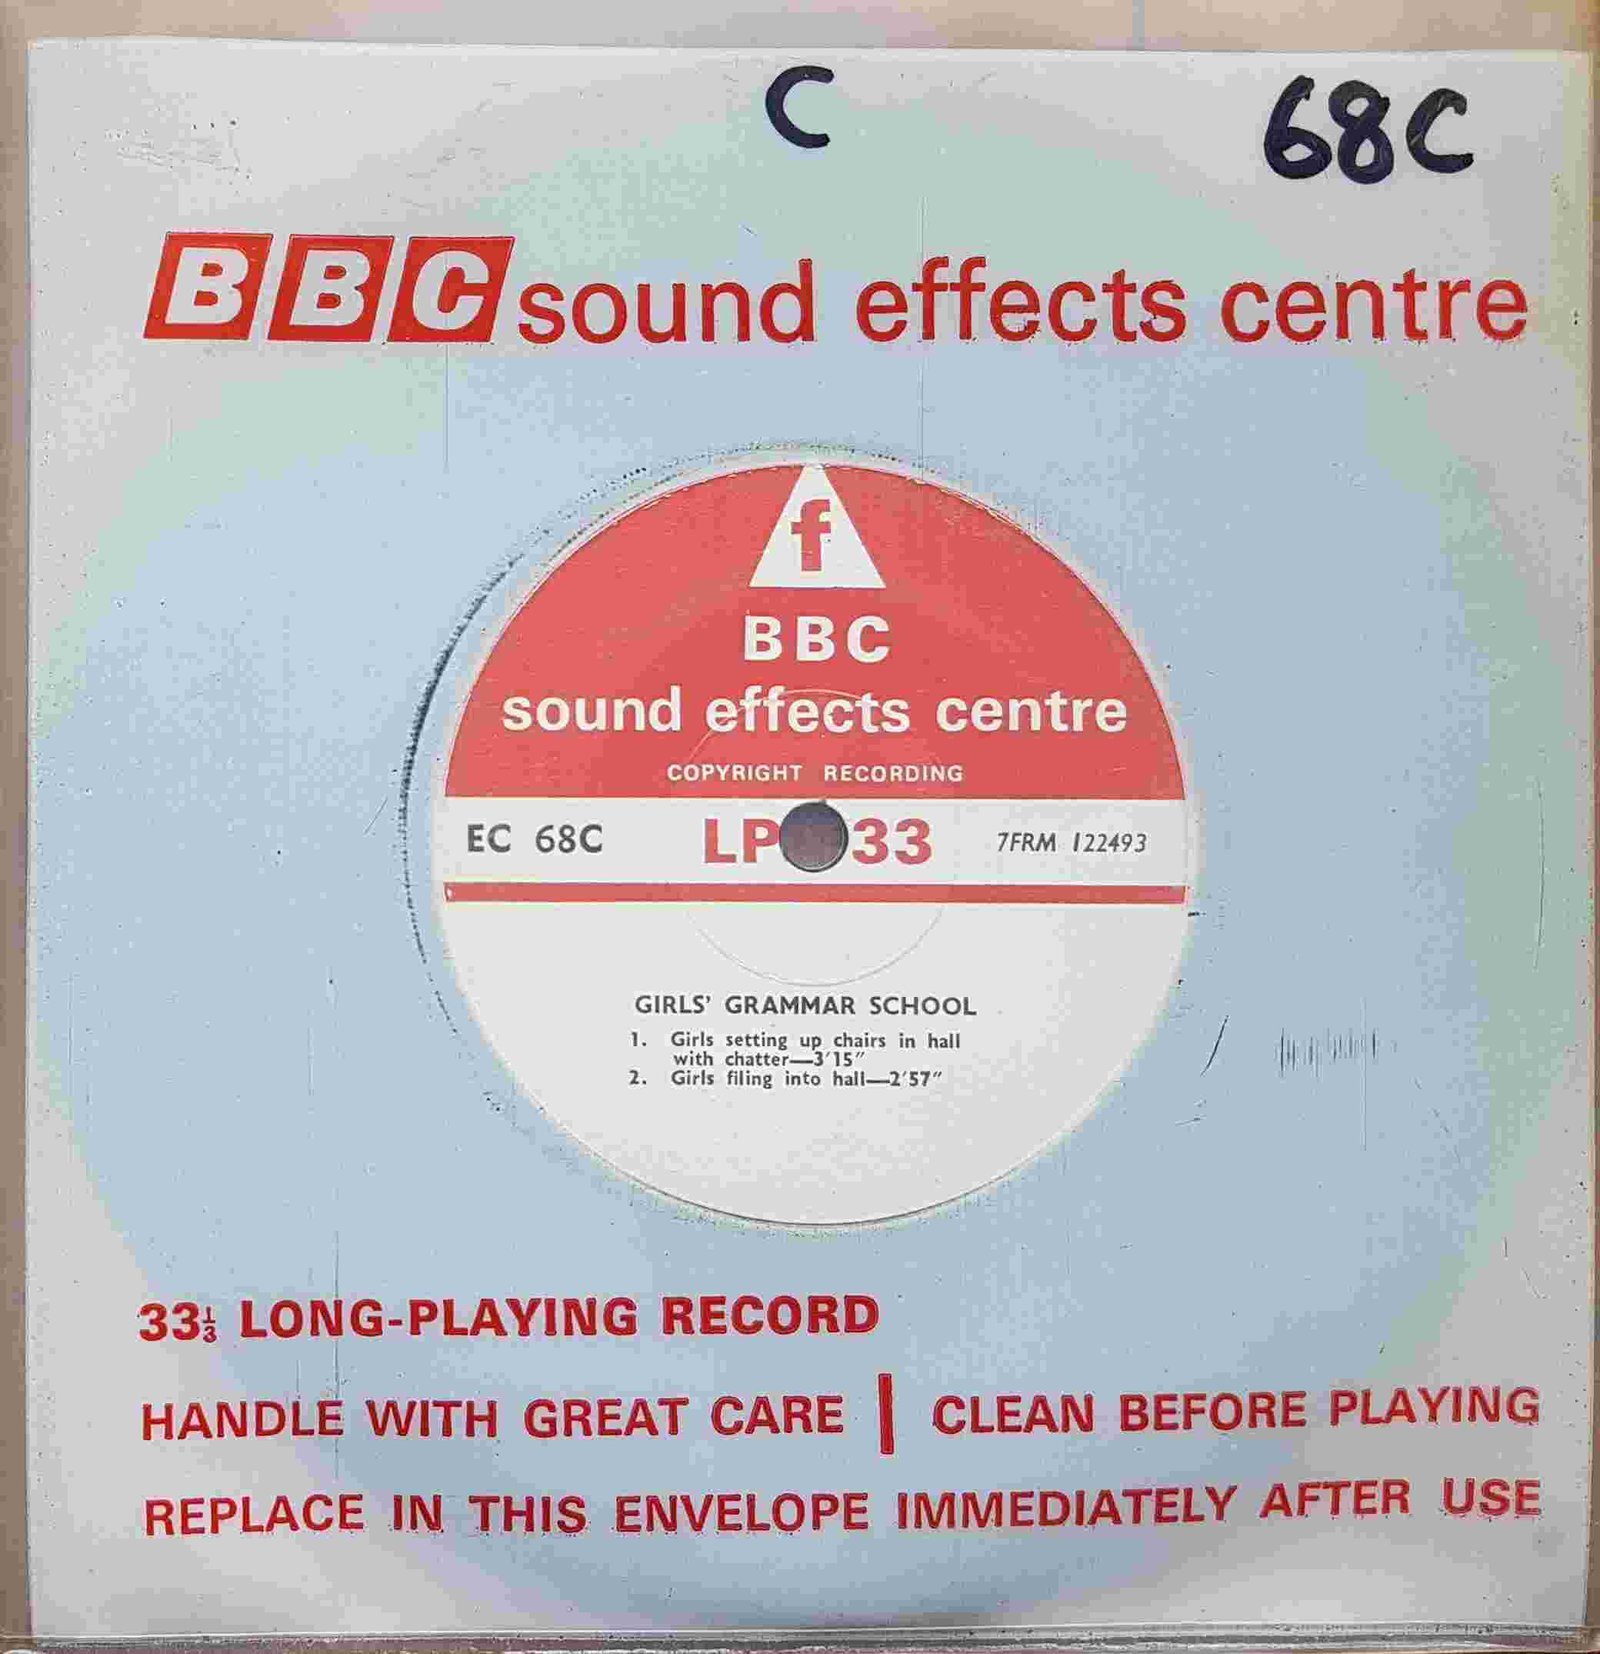 C 68C
BBC sound effects centre
f
BBC
sound effects centre
COPYRIGHT RECORDING
EC 68C LP 33 7FRM 122493
GIRLS' GRAMMAR SCHOOL
1. Girls setting up chairs in hall
with chatter—3'15"
2. Girls filing into hall—2'57"
33⅓ LONG-PLAYING RECORD
HANDLE WITH GREAT CARE | CLEAN BEFORE PLAYING
REPLACE IN THIS ENVELOPE IMMEDIATELY AFTER USE